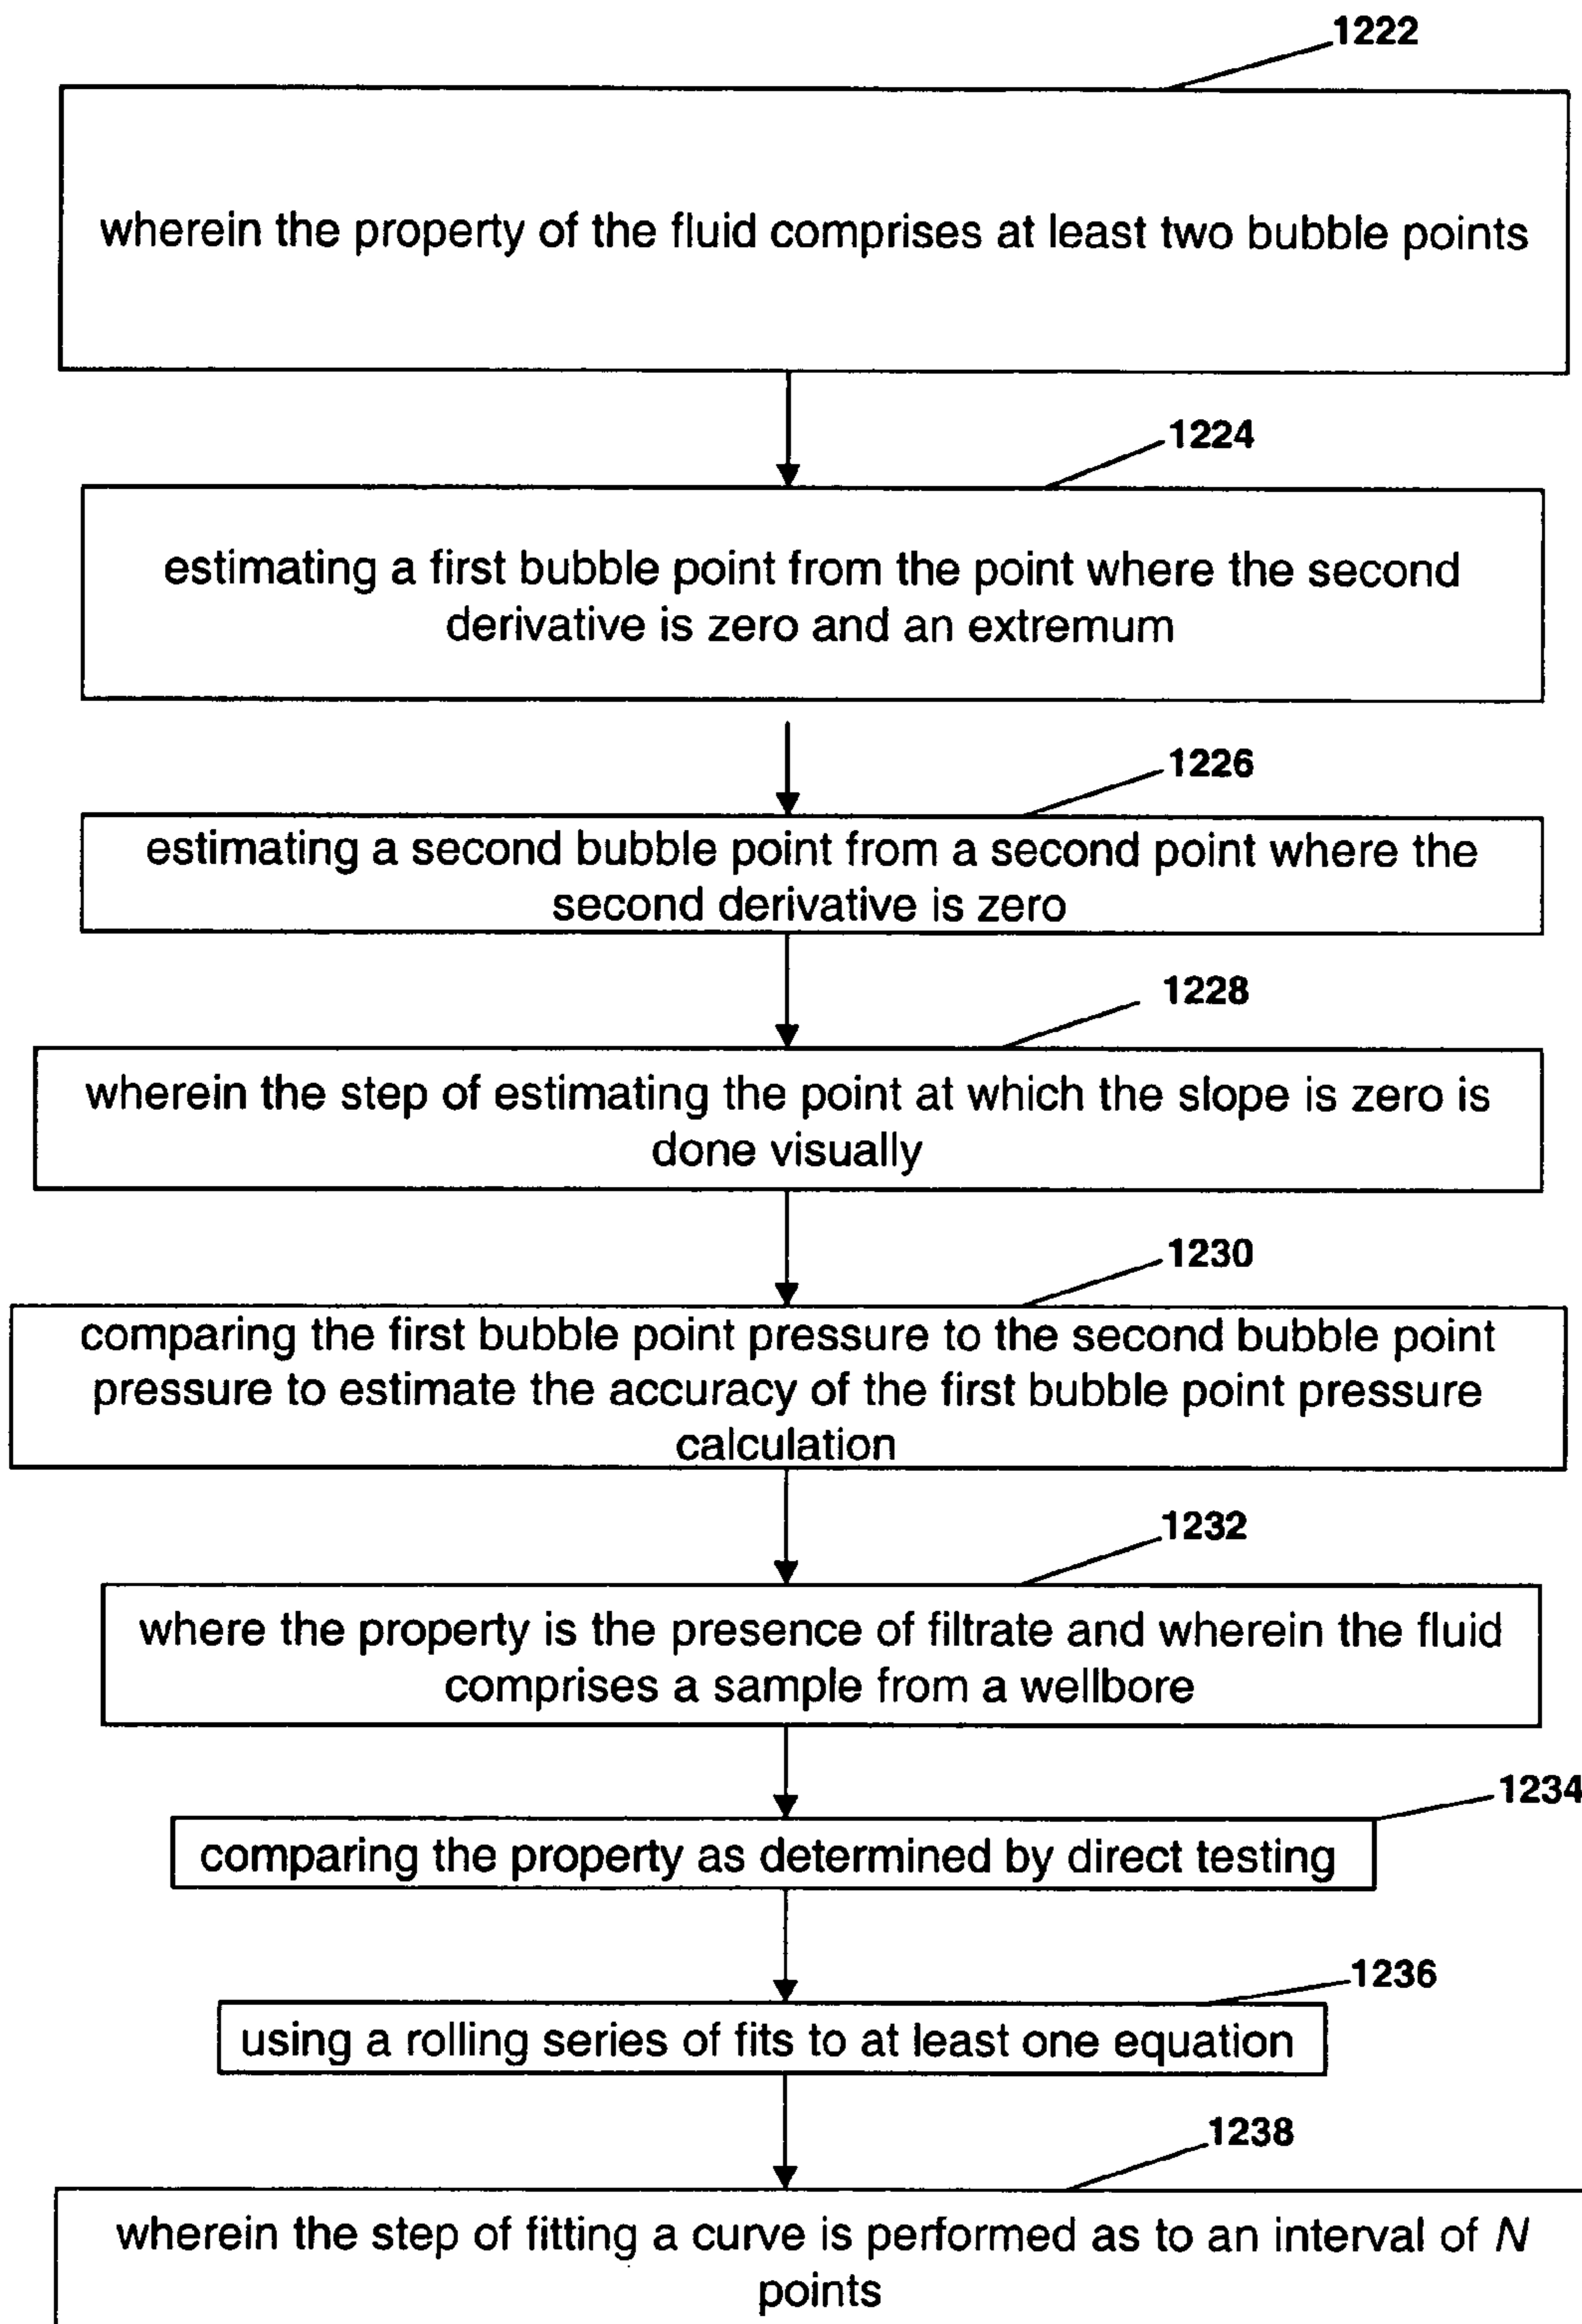 1222
wherein the property of the fluid comprises at least two bubble points
1224
estimating a first bubble point from the point where the second
derivative is zero and an extremum
1226
estimating a second bubble point from a second point where the
second derivative is zero
1228
wherein the step of estimating the point at which the slope is zero is
done visually
1230
comparing the first bubble point pressure to the second bubble point
pressure to estimate the accuracy of the first bubble point pressure
calculation
1232
where the property is the presence of filtrate and wherein the fluid
comprises a sample from a wellbore
1234
comparing the property as determined by direct testing
1236
using a rolling series of fits to at least one equation
1238
wherein the step of fitting a curve is performed as to an interval of N
points